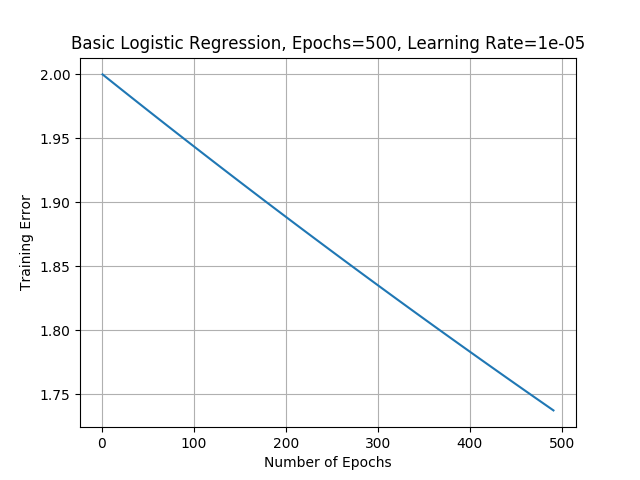 Basic Logistic Regression, Epochs=500, Learning Rate=1e-05
2.00
1.95
1.90
1.85
1.80
1.75
Training Error
0 100 200 300 400 500
Number of Epochs